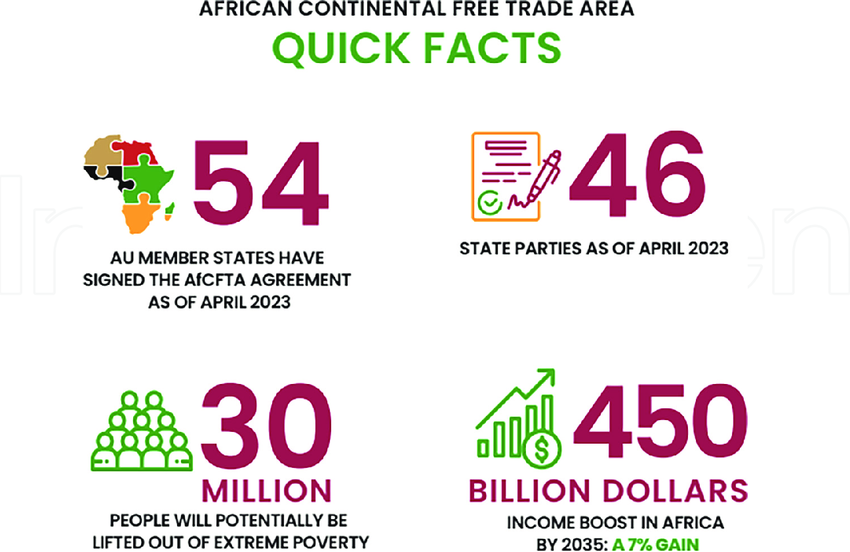 AFRICAN CONTINENTAL FREE TRADE AREA
QUICK FACTS
54
AU MEMBER STATES HAVE
SIGNED THE AfCFTA AGREEMENT
AS OF APRIL 2023
46
STATE PARTIES AS OF APRIL 2023
30
MILLION
PEOPLE WILL POTENTIALLY BE
LIFTED OUT OF EXTREME POVERTY
$
450
BILLION DOLLARS
INCOME BOOST IN AFRICA
BY 2035: A 7% GAIN